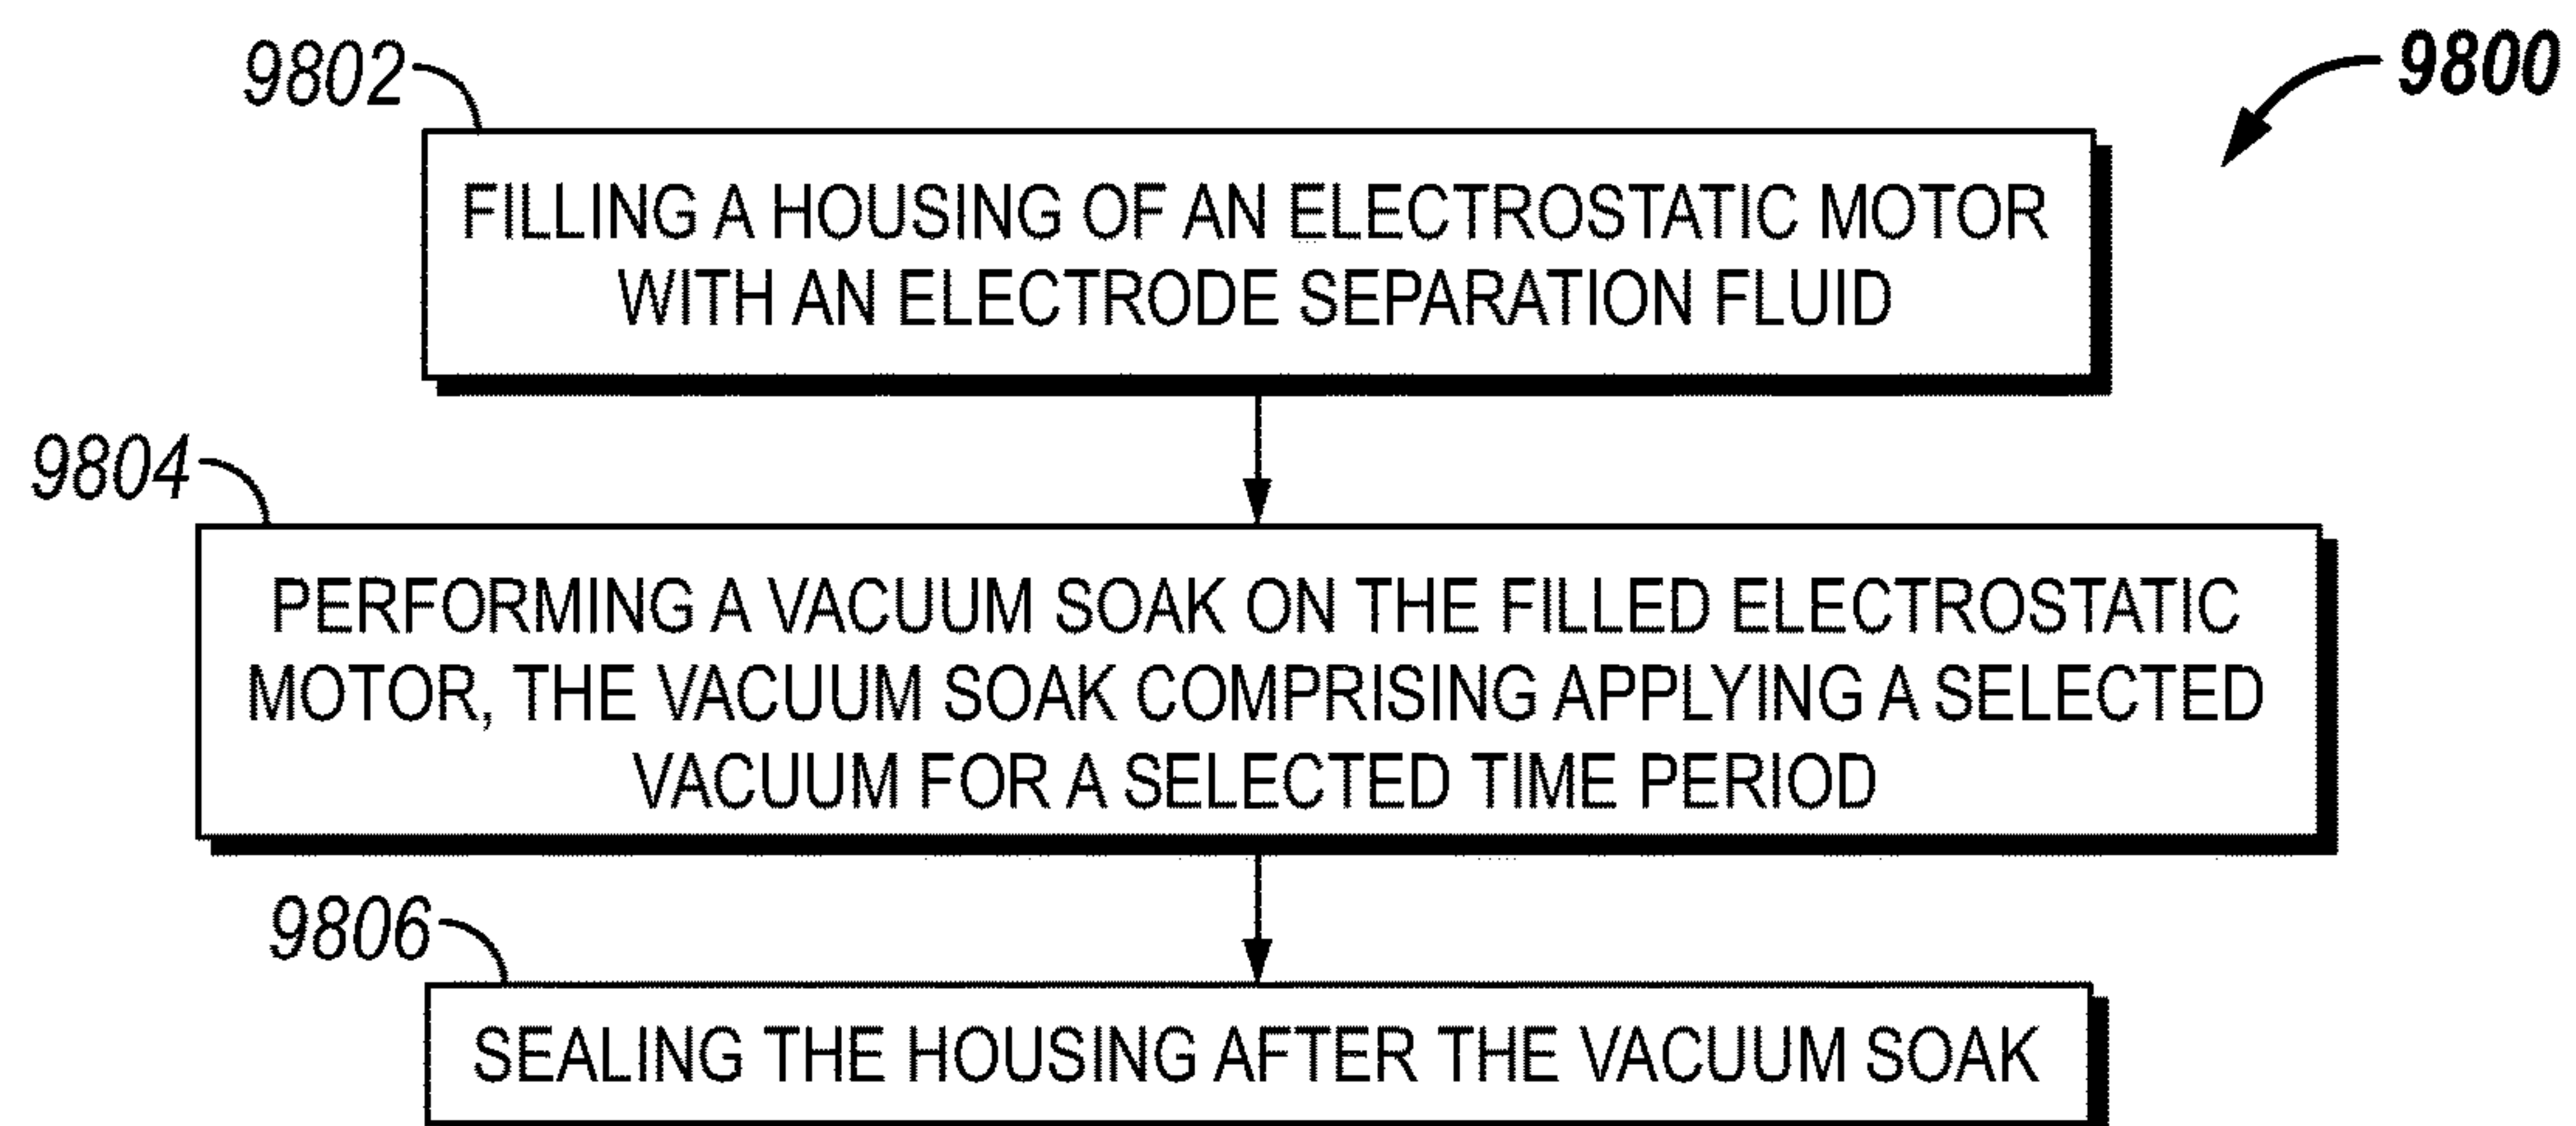 9802
9800
FILLING A HOUSING OF AN ELECTROSTATIC MOTOR
WITH AN ELECTRODE SEPARATION FLUID
9804
PERFORMING A VACUUM SOAK ON THE FILLED ELECTROSTATIC
MOTOR, THE VACUUM SOAK COMPRISING APPLYING A SELECTED
VACUUM FOR A SELECTED TIME PERIOD
9806
SEALING THE HOUSING AFTER THE VACUUM SOAK